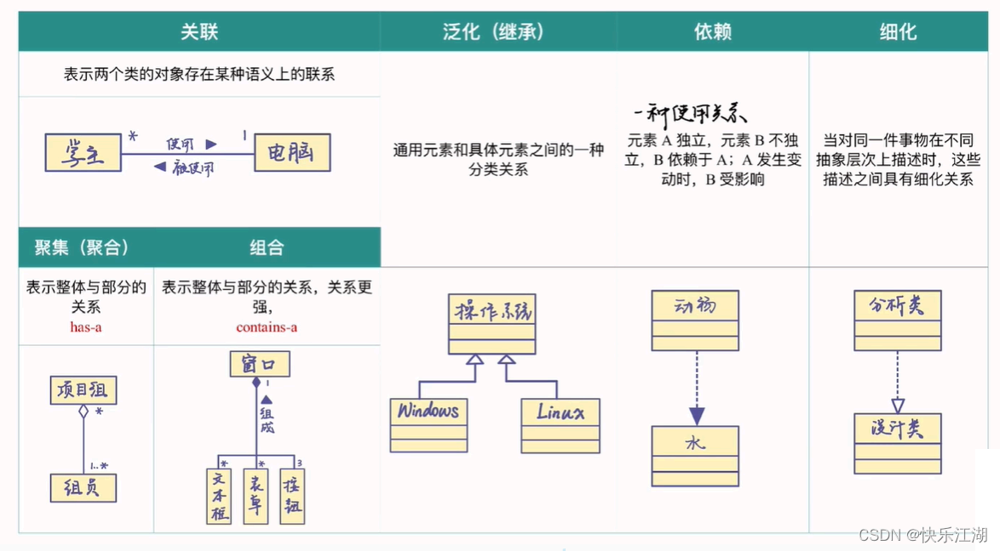 关联
泛化（继承）
依赖
细化
表示两个类的对象存在某种语义上的联系
学生
*
使用
被使用
1
电脑
通用元素和具体元素之间的一种
分类关系
一种使用关系
元素 A 独立，元素 B 不独
立，B 依赖于 A；A 发生变
动时，B 受影响
当对同一件事物在不同
抽象层次上描述时，这些
描述之间具有细化关系
聚集（聚合）
组合
表示整体与部分的
关系
has-a
表示整体与部分的关系，关系更
强，
contains-a
项目组
*
1..*
组员
窗口
1
组成
*
*
3
文本框
表单
按钮
操作系统
Windows
Linux
动物
水
分析类
设计类
CSDN @快乐江湖